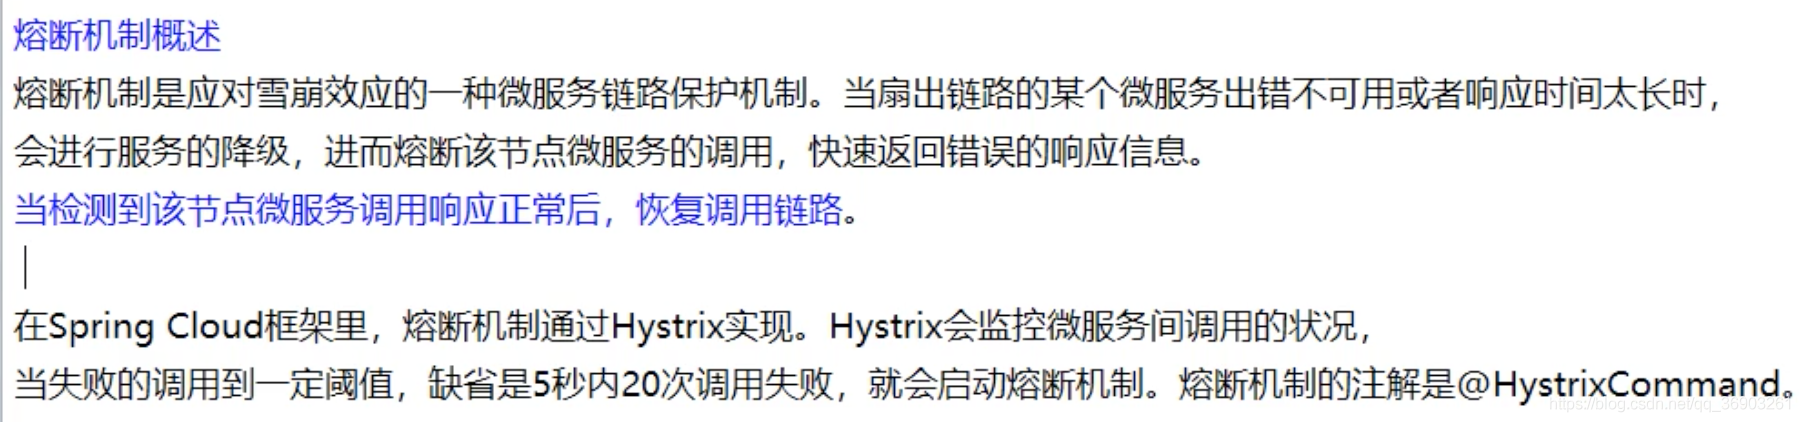 熔断机制概述
熔断机制是应对雪崩效应的一种微服务链路保护机制。当扇出链路的某个微服务出错不可用或者响应时间太长时，
会进行服务的降级，进而熔断该节点微服务的调用，快速返回错误的响应信息。
当检测到该节点微服务调用响应正常后，恢复调用链路。
在Spring Cloud框架里，熔断机制通过Hystrix实现。Hystrix会监控微服务间调用的状况，
当失败的调用到一定阈值，缺省是5秒内20次调用失败，就会启动熔断机制。熔断机制的注解是@HystrixCommand。
https://blog.csdn.net/qq_36903261